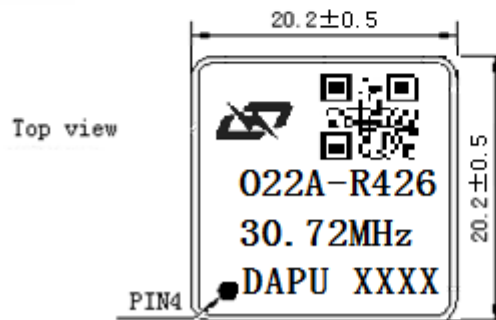 20.2±0.5
Top view
20.2±0.5
O22A-R426
30.72MHz
DAPU XXXX
PIN4